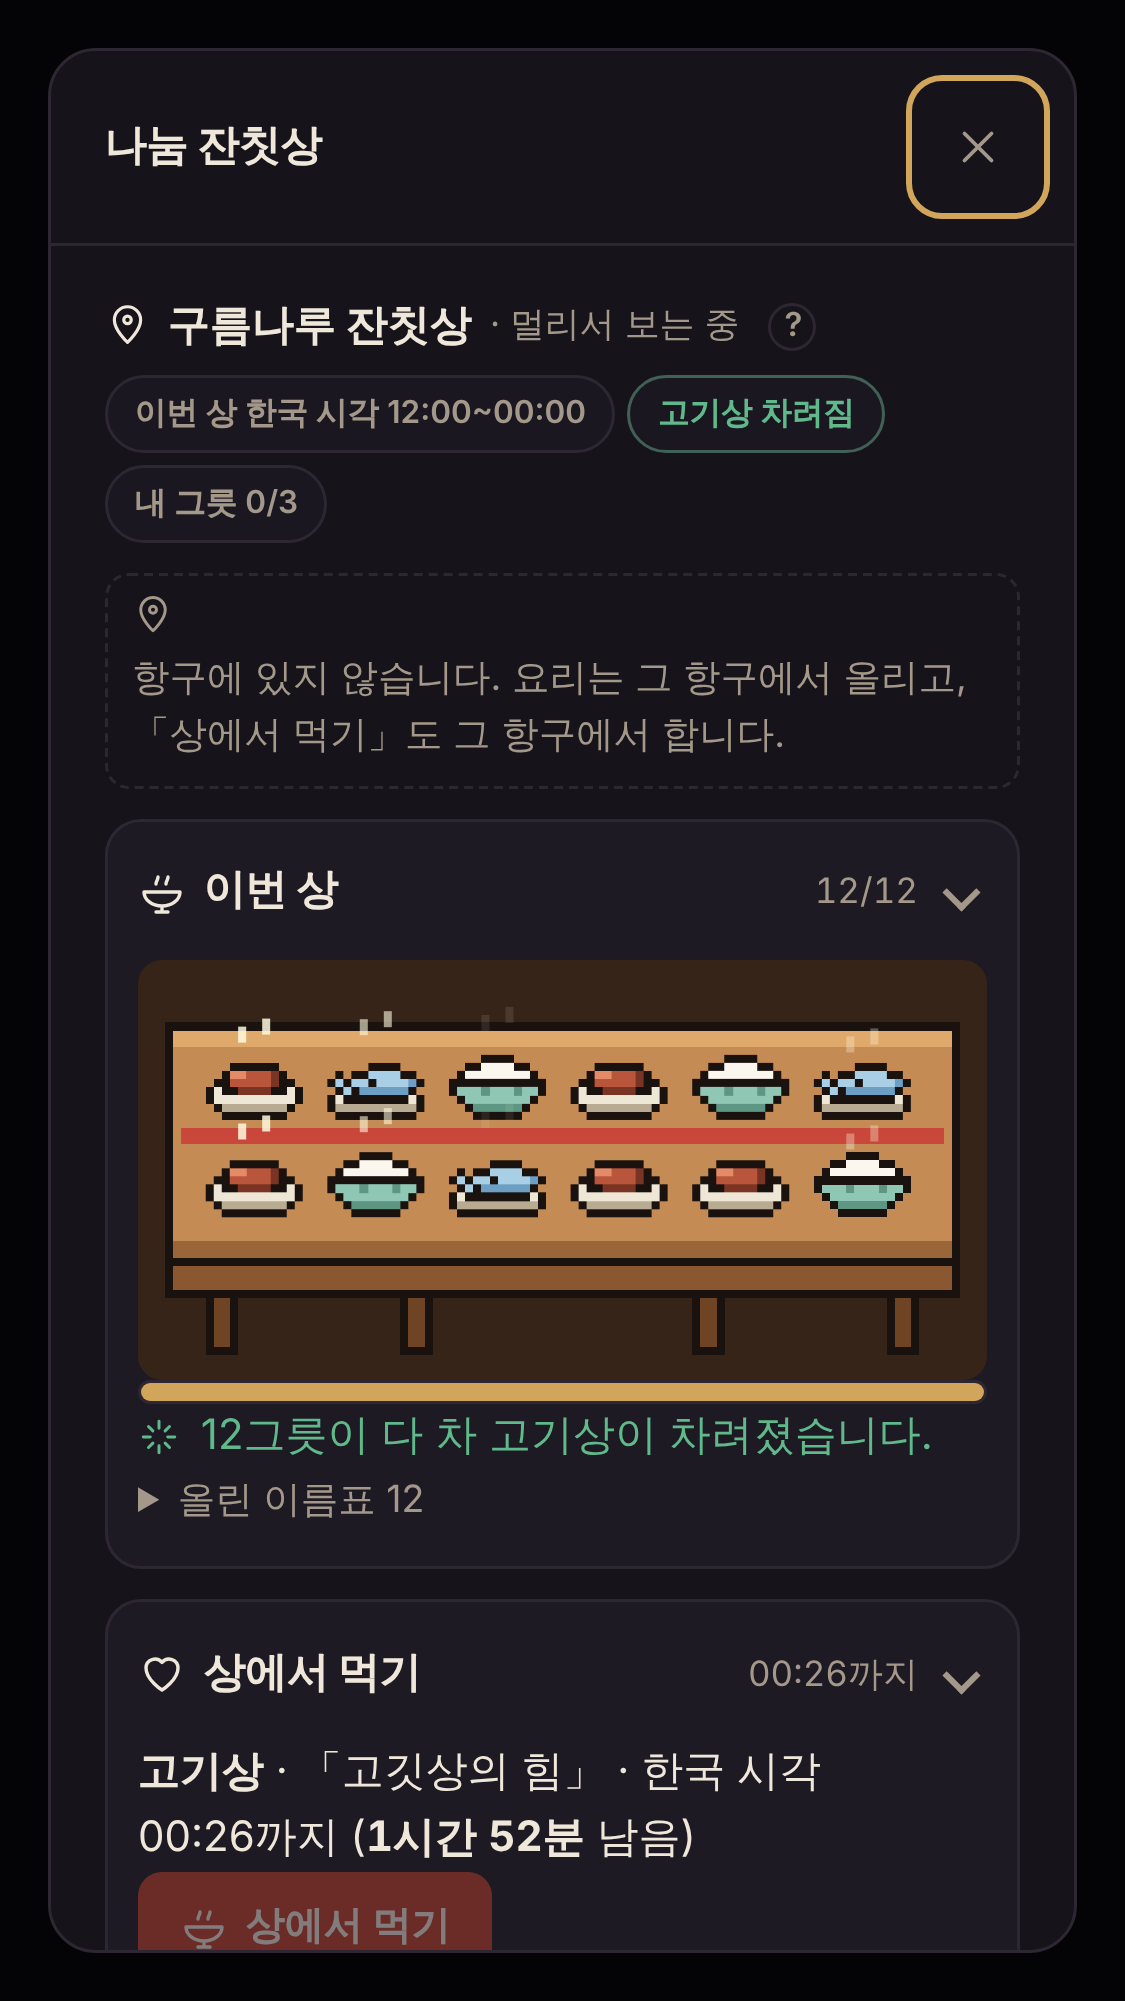 나눔 잔칫상
구름나루 잔칫상 · 멀리서 보는 중 ?
이번 상 한국 시각 12:00~00:00 고기상 차려짐
내 그릇 0/3
항구에 있지 않습니다. 요리는 그 항구에서 올리고,
「상에서 먹기」도 그 항구에서 합니다.
이번 상 12/12
12그릇이 다 차 고기상이 차려졌습니다.
올린 이름표 12
상에서 먹기 00:26까지
고기상 · 「고깃상의 힘」 · 한국 시각
00:26까지 (1시간 52분 남음)
상에서 먹기